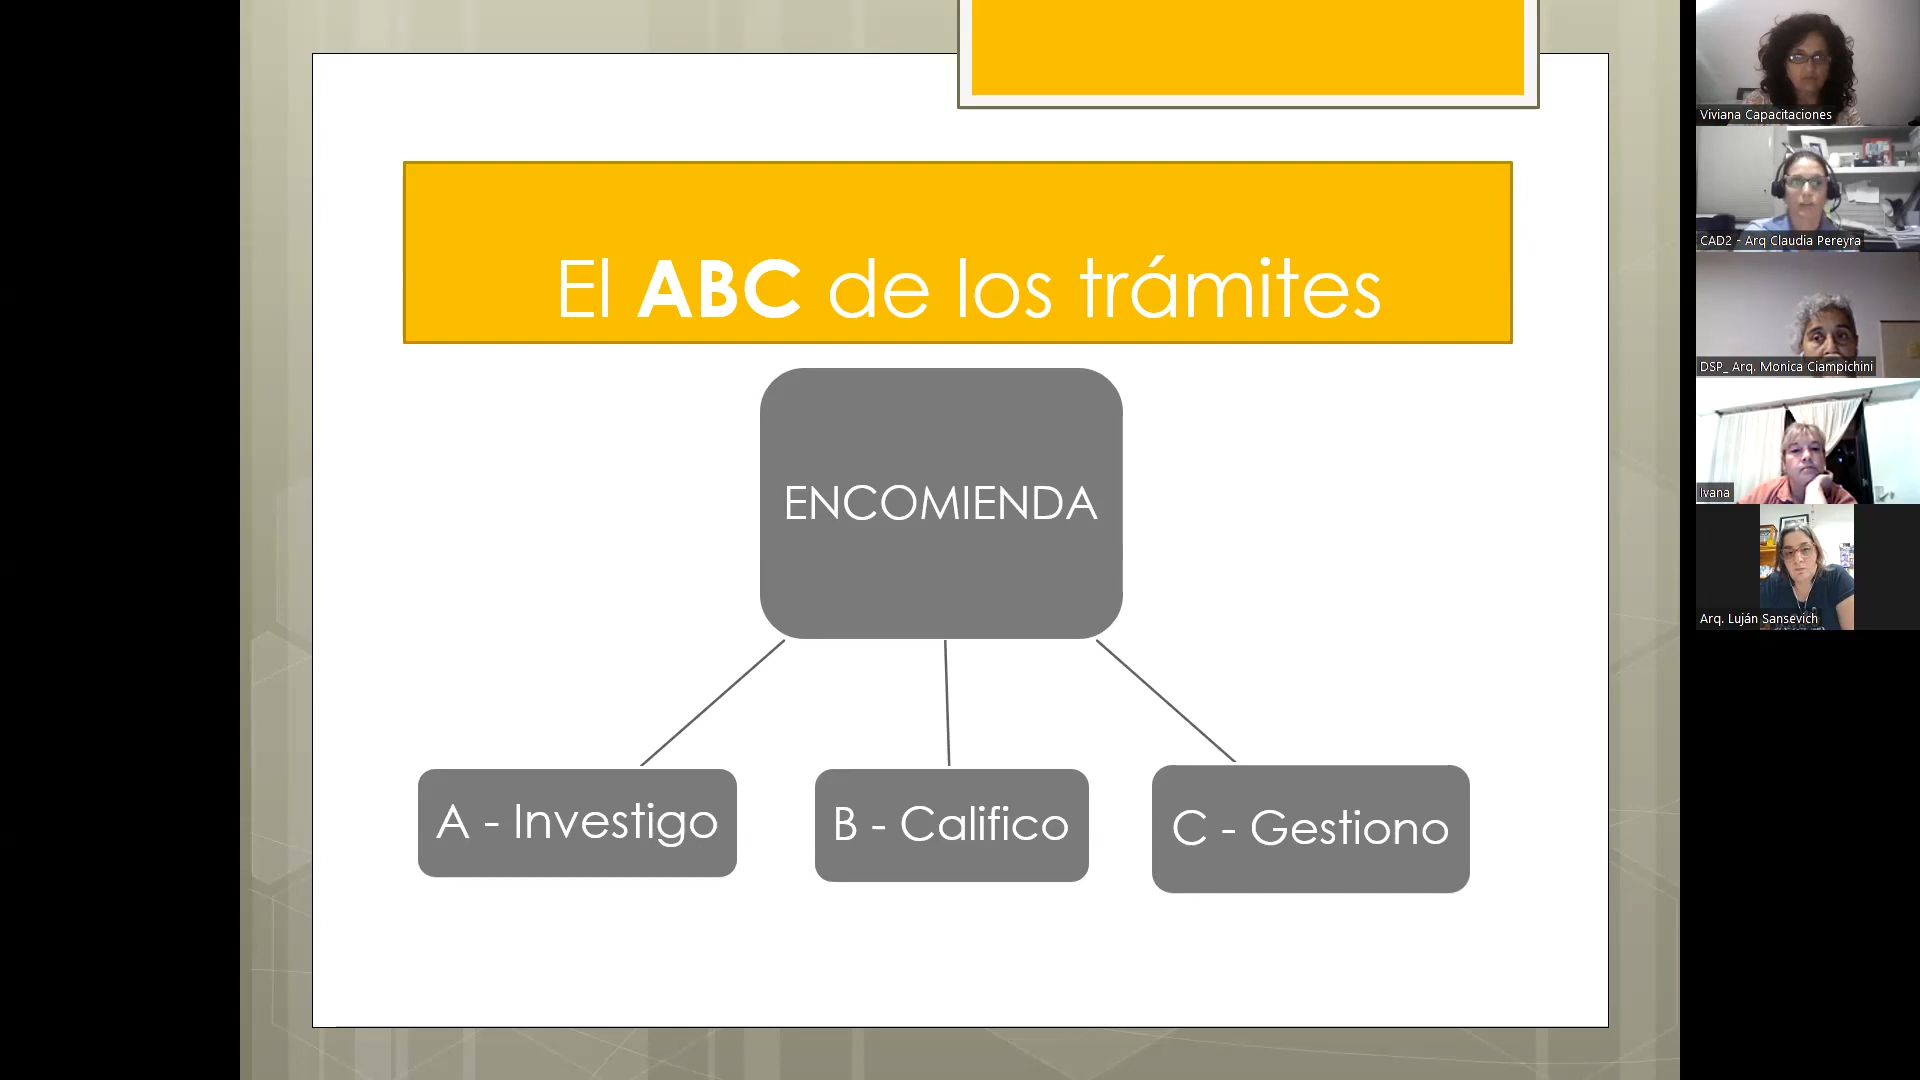 El ABC de los trámites
ENCOMIENDA
A - Investigo
B - Califico
C - Gestiono
Viviana Capacitaciones
CAD2 - Arq Claudia Pereyra
DSP_ Arq. Monica Ciampichini
Ivana
Arq. Luján Sansevich